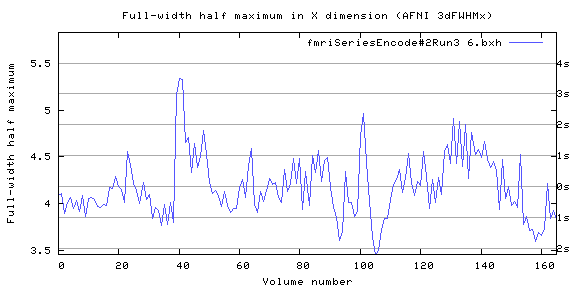 Full-width half maximum in X dimension (AFNI 3dFWHMx)
fmriSeriesEncode#2Run3 6.bxh
Full-width half maximum
5.5
5
4.5
4
3.5
4s
3s
2s
1s
0s
1s
2s
0 20 40 60 80 100 120 140 160
Volume number